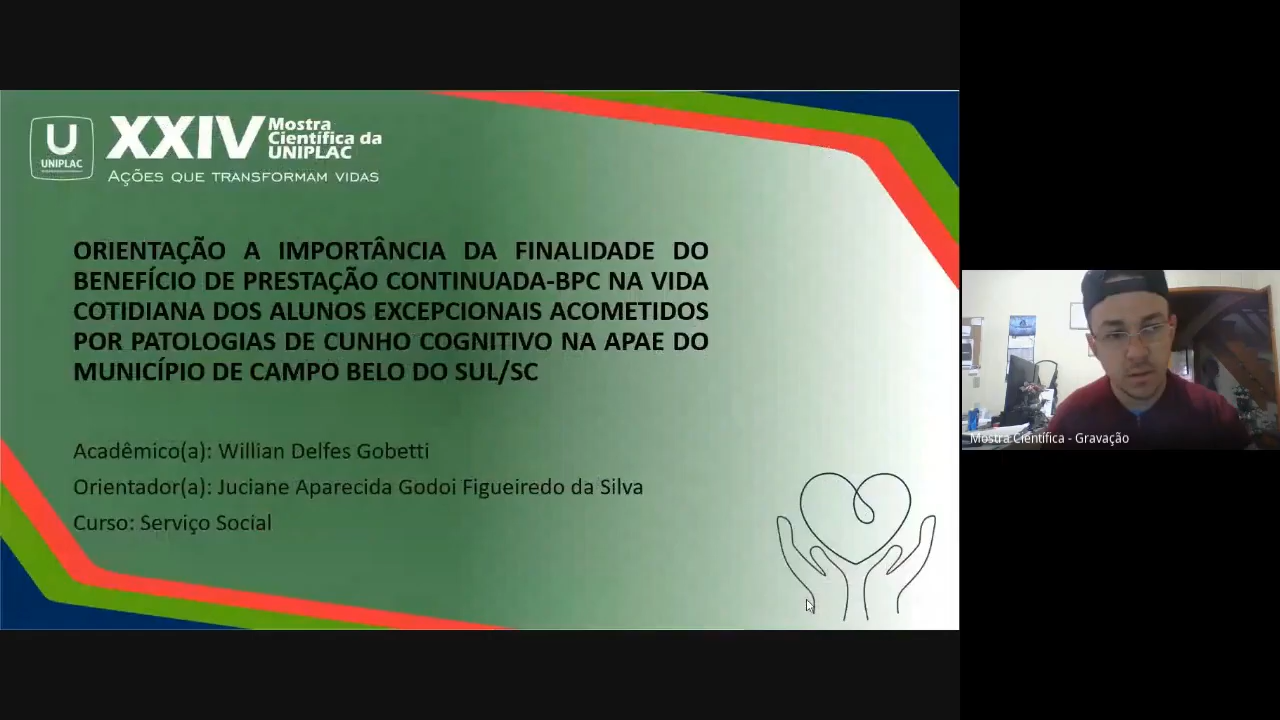 U
UNIPLAC
XXIV
Mostra
Científica da
UNIPLAC
AÇÕES QUE TRANSFORMAM VIDAS
ORIENTAÇÃO A IMPORTÂNCIA DA FINALIDADE DO
BENEFÍCIO DE PRESTAÇÃO CONTINUADA-BPC NA VIDA
COTIDIANA DOS ALUNOS EXCEPCIONAIS ACOMETIDOS
POR PATOLOGIAS DE CUNHO COGNITIVO NA APAE DO
MUNICÍPIO DE CAMPO BELO DO SUL/SC
Acadêmico(a): Willian Delfes Gobetti
Orientador(a): Juciane Aparecida Godoi Figueiredo da Silva
Curso: Serviço Social
Mostra Científica - Gravação